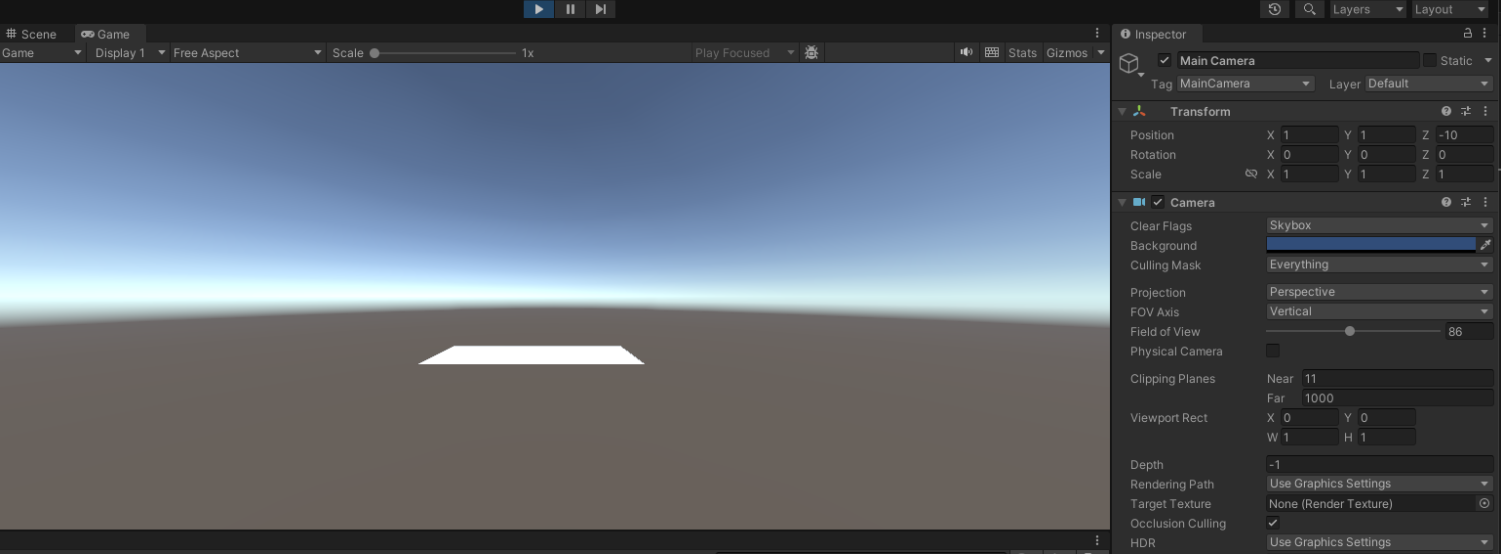 Layers Layout
Scene Game
Game Display 1 Free Aspect Scale 1x Play Focused Stats Gizmos
Inspector
Main Camera Static
Tag MainCamera Layer Default
Transform
Position X 1 Y 1 Z -10
Rotation X 0 Y 0 Z 0
Scale X 1 Y 1 Z 1
Camera
Clear Flags Skybox
Background
Culling Mask Everything
Projection Perspective
FOV Axis Vertical
Field of View 86
Physical Camera
Clipping Planes Near 11
Far 1000
Viewport Rect X 0 Y 0
W 1 H 1
Depth -1
Rendering Path Use Graphics Settings
Target Texture None (Render Texture)
Occlusion Culling
HDR Use Graphics Settings